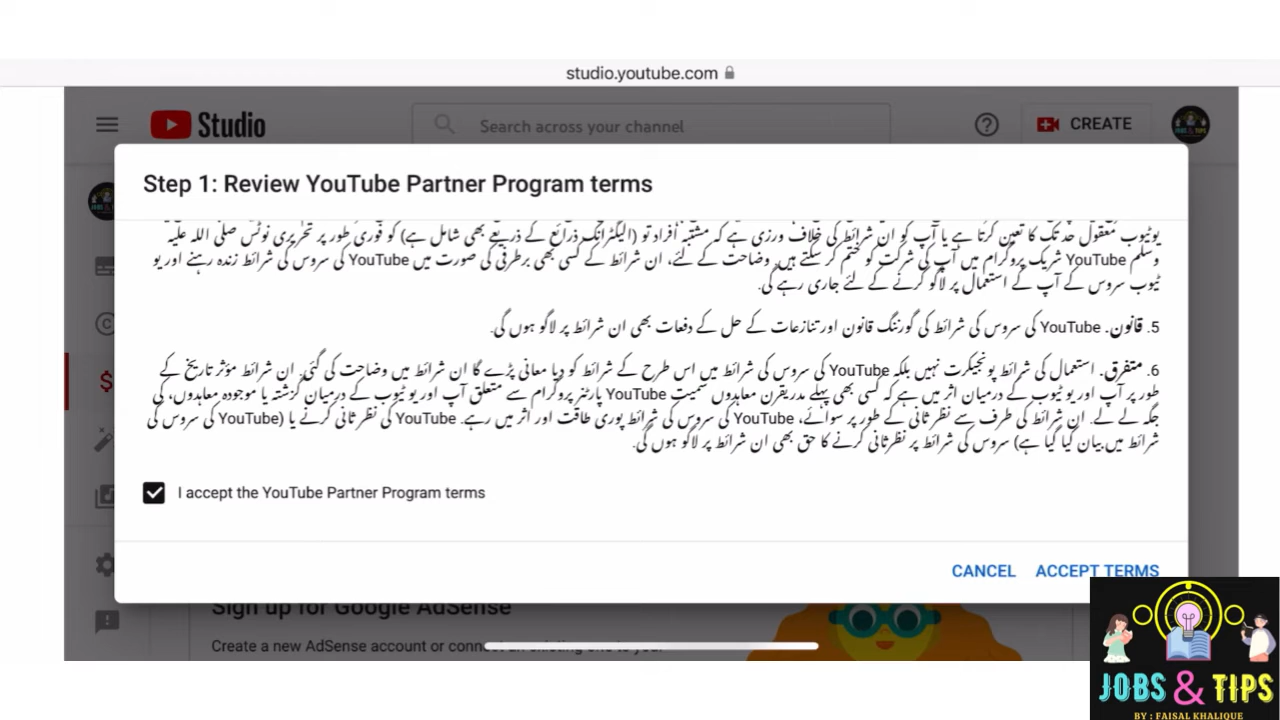 studio.youtube.com
Studio
Search across your channel
CREATE
Step 1: Review YouTube Partner Program terms
یوٹیوب معقول حد تک کا تعین کرتا ہے یا آپ کو ان شرائط کی خلاف ورزی ہے کہ مشتبہ افراد تو (الیکٹرانک ذرائع کے ذریعے بھی شامل ہے) کو فوری طور پر تحریری نوٹس صلی اللہ علیہ
وسلم YouTube شریک پروگرام میں آپ کی شرکت کو ختم کر سکتے ہیں. وضاحت کے لئے، ان شرائط کے کسی بھی برطرفی کی صورت میں YouTube کی سروس کی شرائط زندہ رہنے اور یو
ٹیوب سروس کے آپ کے استعمال پر لاگو کرنے کے لئے جاری رہے گی.
5. قانون. YouTube کی سروس کی شرائط کی گورننگ قانون اور تنازعات کے حل کے دفعات بھی ان شرائط پر لاگو ہوں گی.
6. متفرق. استعمال کی شرائط پونجیکرت نہیں بلکہ YouTube کی سروس کی شرائط میں اس طرح کے شرائط کو دیا معانی پڑے گا ان شرائط میں وضاحت کی گئی. ان شرائط مؤثر تاریخ کے
طور پر آپ اور یو ٹیوب کے درمیان اثر میں ہے کہ کسی بھی پہلے مدریقرن معاہدوں سمیت YouTube پارٹنر پروگرام سے متعلق آپ اور یو ٹیوب کے درمیان گزشتہ یا موجودہ معاہدوں، کی
جگہ لے لے. ان شرائط کی طرف سے نظر ثانی کے طور پر سوائے، YouTube کی سروس کی شرائط پوری طاقت اور اثر میں رہے. YouTube کی نظر ثانی کرنے یا (YouTube کی سروس کی
شرائط میں بیان کیا گیا ہے) سروس کی شرائط پر نظرثانی کرنے کا حق بھی ان شرائط پر لاگو ہوں گی.
I accept the YouTube Partner Program terms
CANCEL ACCEPT TERMS
Sign up for Google AdSense
Create a new AdSense account or connect an existing one to your
JOBS & TIPS
BY : FAISAL KHALIQUE